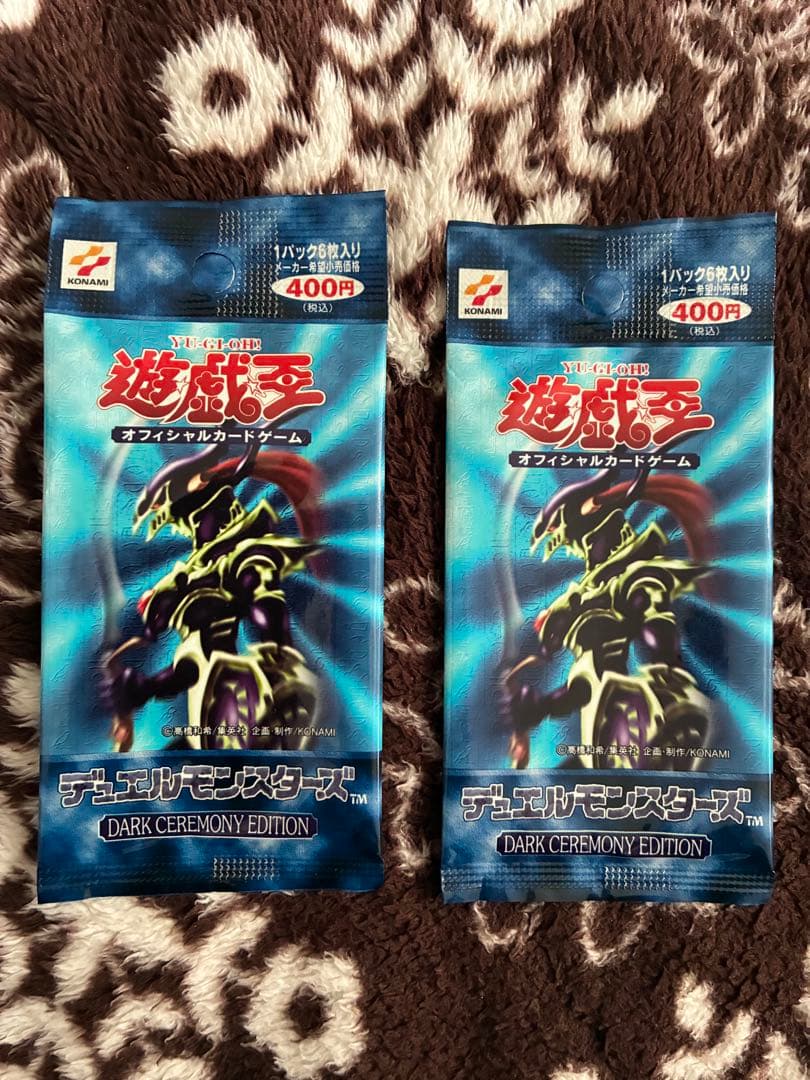 KONAMI
1パック6枚入り
メーカー希望小売価格
400円
(税込)
YU-GI-OH!
遊☆戯☆王
オフィシャルカードゲーム
©高橋和希/集英社 企画・制作/KONAMI
デュエルモンスターズ™
DARK CEREMONY EDITION
KONAMI
1パック6枚入り
メーカー希望小売価格
400円
(税込)
YU-GI-OH!
遊☆戯☆王
オフィシャルカードゲーム
©高橋和希/集英社 企画・制作/KONAMI
デュエルモンスターズ™
DARK CEREMONY EDITION